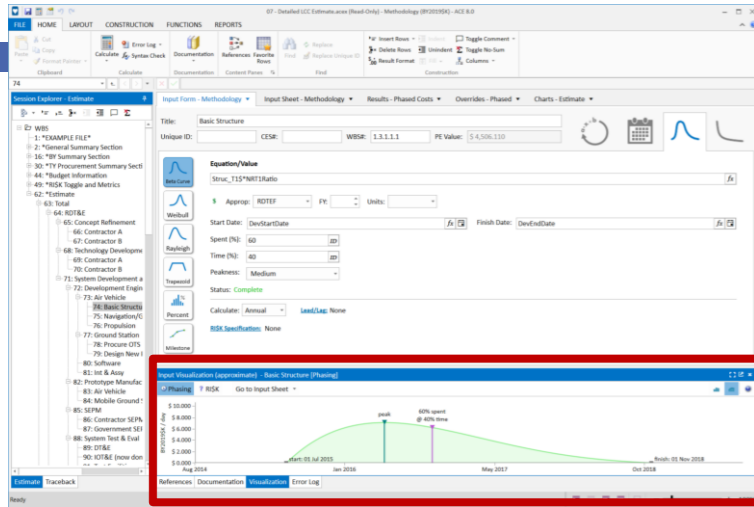 07 - Detailed LCC Estimate.aces (Read-Only) - Methodology (BY2019$K) - ACE 8.0
FILE HOME LAYOUT CONSTRUCTION FUNCTIONS REPORTS
Cut
Copy
Paste
Format Painter
Clipboard
Calculate
Error Log
Syntax Check
Calculate
Documentation
Documentation
References
Favorite Rows
Content Panes
Find
Replace
Replace Unique ID
Find
Insert Rows
Delete Rows
Result Format
Indent
Unindent
Fill
Toggle Comment
Toggle No-Sum
Columns
Construction
74
Session Explorer - Estimate
WBS
1: *EXAMPLE FILE*
2: *General Summary Section
16: *BY Summary Section
30: *TY Procurement Summary Secti
44: *Budget Information
49: *RI$K Toggle and Metrics
62: *Estimate
63: Total
64: RDT&E
65: Concept Refinement
66: Contractor A
67: Contractor B
68: Technology Developme
69: Contractor A
70: Contractor B
71: System Development a
72: Development Engin
73: Air Vehicle
74: Basic Structu
75: Navigation/G
76: Propulsion
77: Ground Station
78: Procure OTS
79: Design New I
80: Software
81: Int & Assy
82: Prototype Manufac
83: Air Vehicle
84: Mobile Ground S
85: SEPM
86: Contractor SEPM
87: Government SEF
88: System Test & Eval
89: DT&E
90: IOT&E (now don
Estimate Traceback
Ready
Input Form - Methodology Input Sheet - Methodology Results - Phased Costs Overrides - Phased Charts - Estimate
Title: Basic Structure
Unique ID: CES#: WBS#: 1.3.1.1.1 PE Value: $ 4,506.110
Beta Curve
Weibull
Rayleigh
Trapezoid
Percent
Milestone
Equation/Value
Struc_T1$*NRT1Ratio fx
$ Approp: RDTEF FY: Units:
Start Date: DevStartDate fx Finish Date: DevEndDate fx
Spent (%): 60
Time (%): 40
Peakness: Medium
Status: Complete
Calculate: Annual Lead/Lag: None
RI$K Specification: None
Input Visualization (approximate) - Basic Structure [Phasing]
Phasing ? RI$K Go to Input Sheet
BY2019$K / day
$ 10.000
$ 8.000
$ 6.000
$ 4.000
$ 2.000
$ 0.000
peak
60% spent
@ 40% time
start: 01 Jul 2015
finish: 01 Nov 2018
Aug 2014 Jan 2016 May 2017 Oct 2018
References Documentation Visualization Error Log